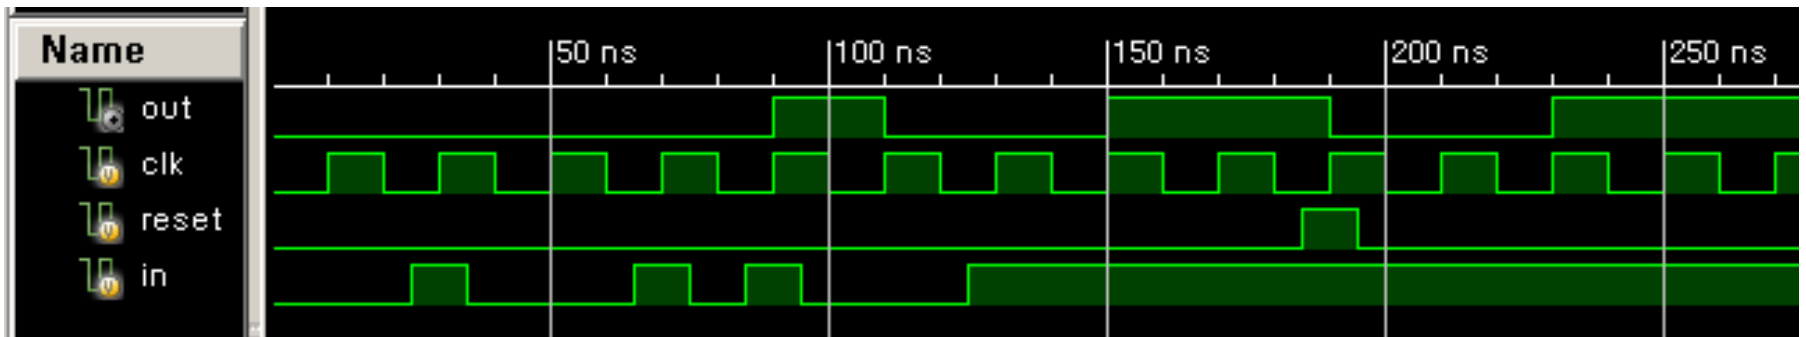 Name
50 ns
100 ns
150 ns
200 ns
250 ns
out
clk
reset
in